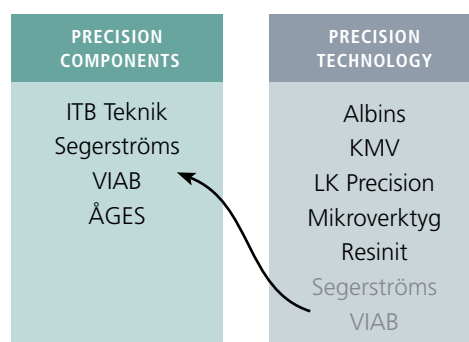 PRECISION
COMPONENTS
ITB Teknik
Segerströms
VIAB
ÅGES
PRECISION
TECHNOLOGY
Albins
KMV
LK Precision
Mikroverktyg
Resinit
Segerströms
VIAB